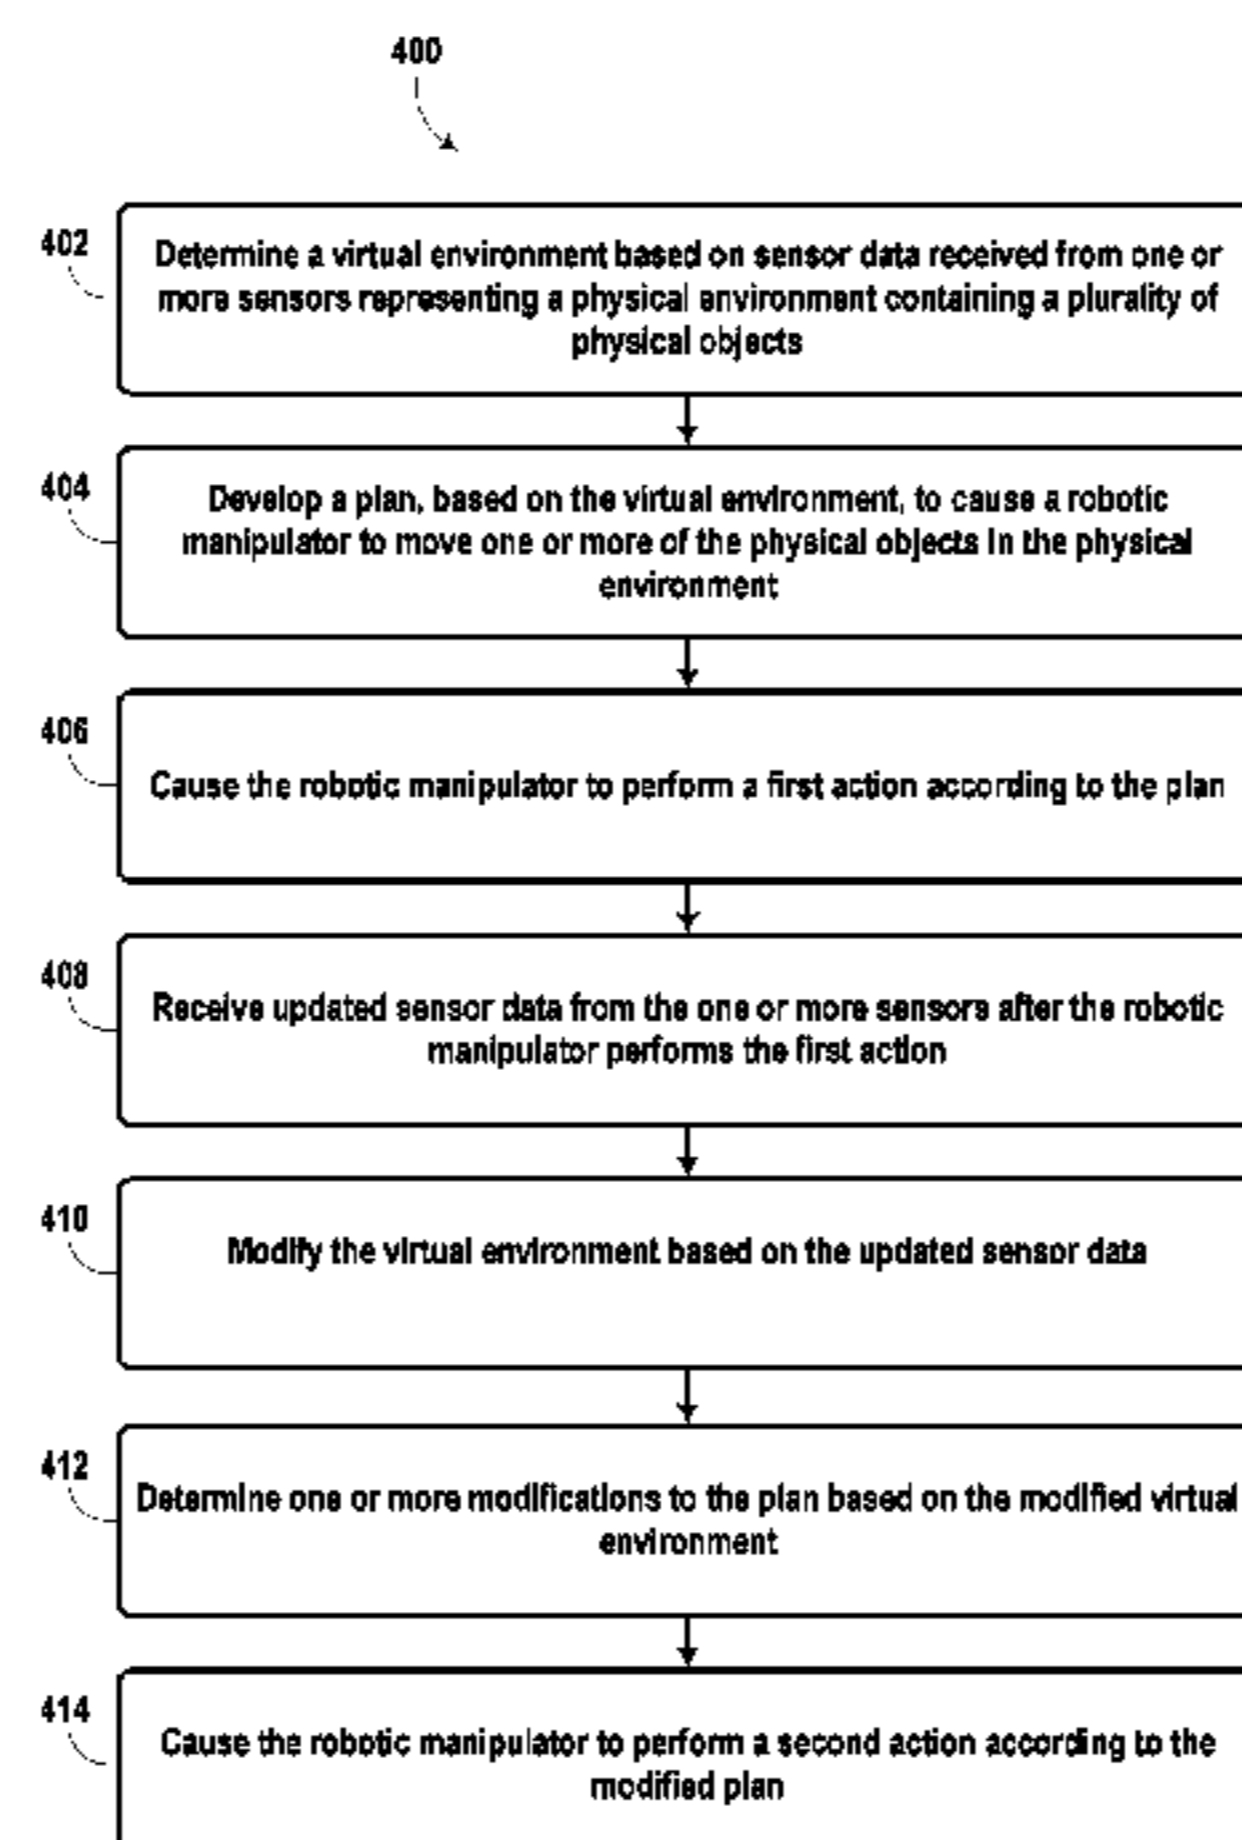 400
402
Determine a virtual environment based on sensor data received from one or
more sensors representing a physical environment containing a plurality of
physical objects
404
Develop a plan, based on the virtual environment, to cause a robotic
manipulator to move one or more of the physical objects in the physical
environment
406
Cause the robotic manipulator to perform a first action according to the plan
408
Receive updated sensor data from the one or more sensors after the robotic
manipulator performs the first action
410
Modify the virtual environment based on the updated sensor data
412
Determine one or more modifications to the plan based on the modified virtual
environment
414
Cause the robotic manipulator to perform a second action according to the
modified plan